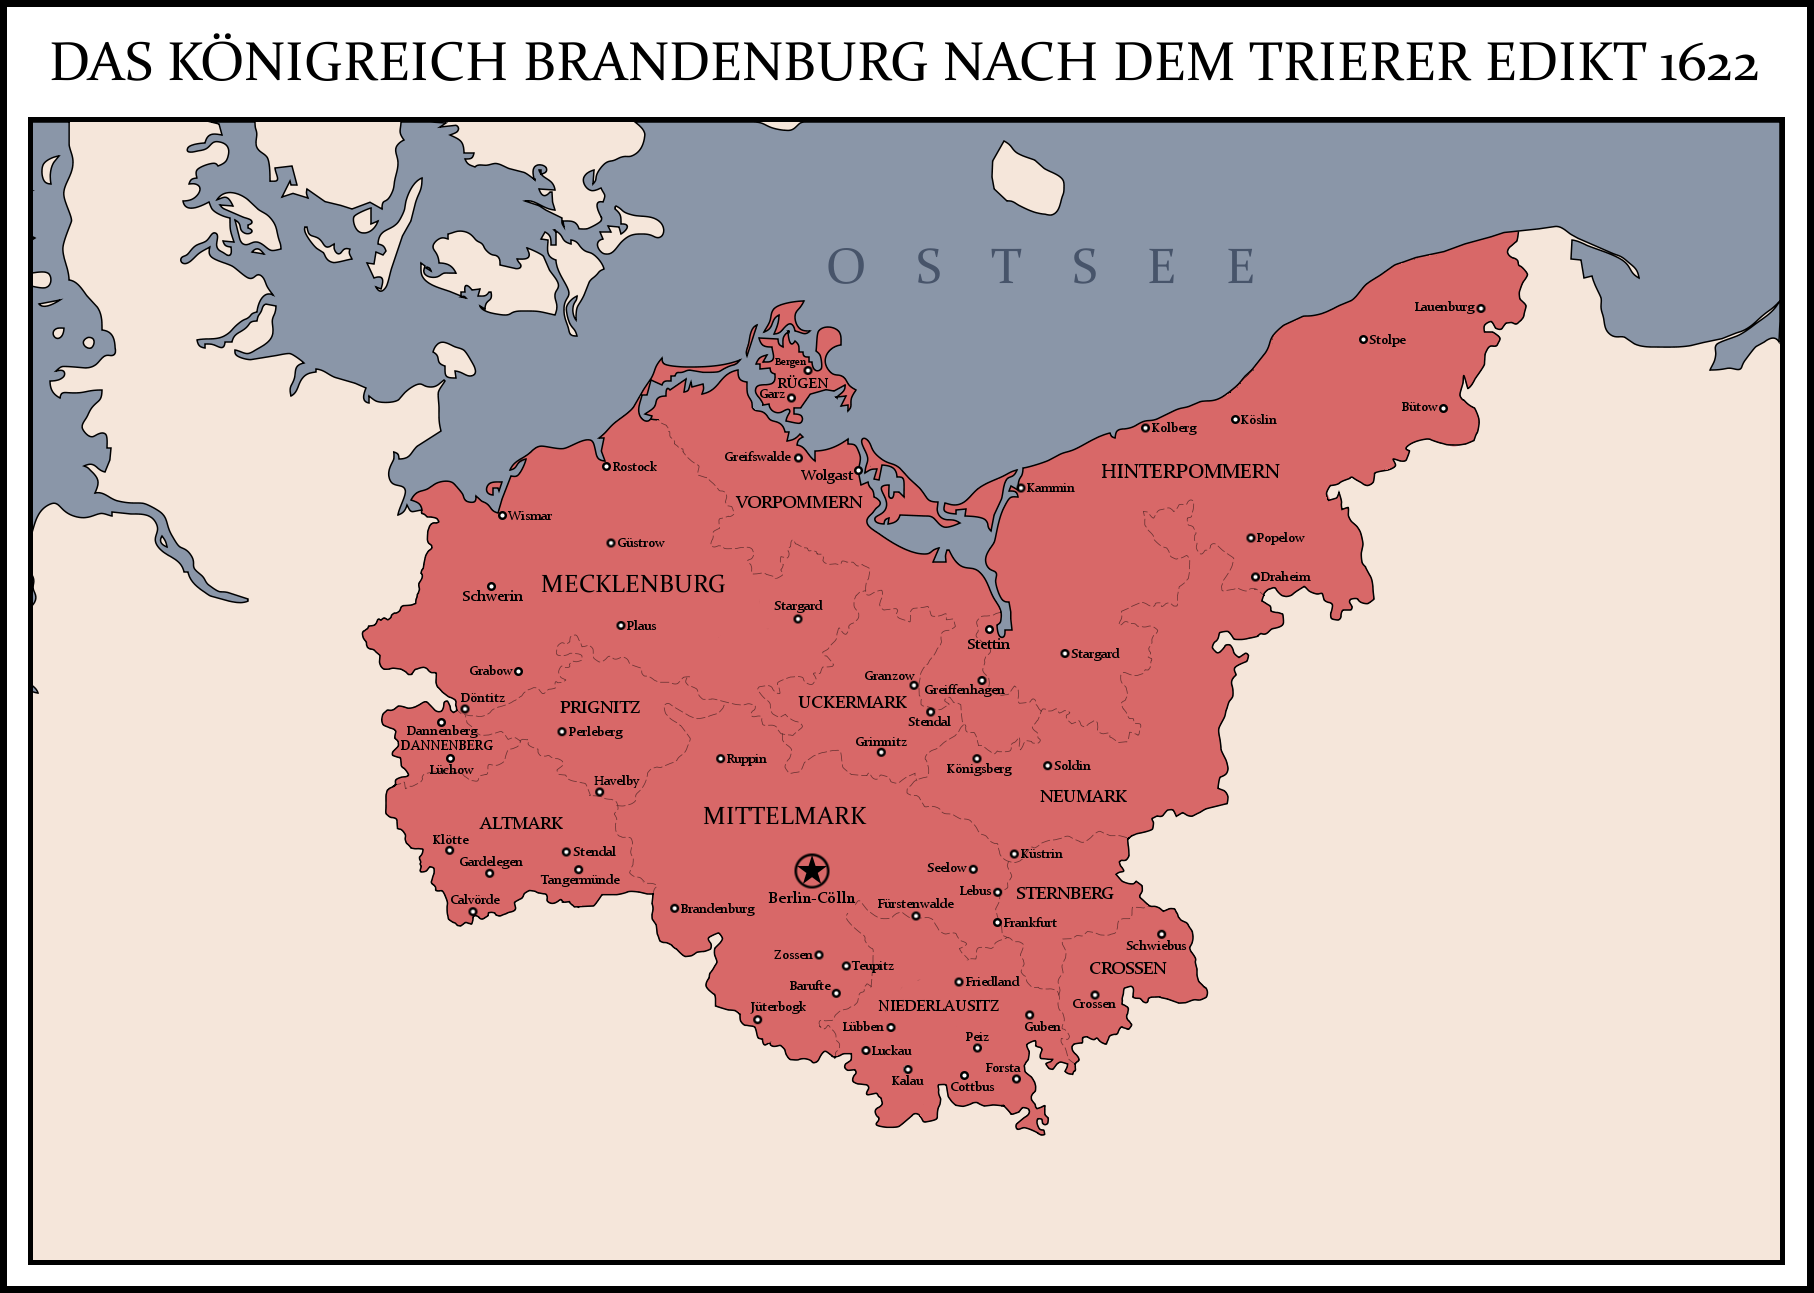 DAS KÖNIGREICH BRANDENBURG NACH DEM TRIERER EDIKT 1622
OSTSEE
Lauenburg
Stolpe
Bergen
RÜGEN
Garz
Bütow
Köslin
Kolberg
Greifswalde
Rostock
HINTERPOMMERN
Wolgast
Kammin
VORPOMMERN
Wismar
Popelow
Güstrow
Draheim
MECKLENBURG
Schwerin
Stargard
Plaus
Stettin
Stargard
Grabow
Granzow
Greiffenhagen
Döntitz
UCKERMARK
PRIGNITZ
Stendal
Dannenberg
Perleberg
DANNENBERG
Grimnitz
Ruppin
Lüchow
Königsberg
Soldin
Havelby
NEUMARK
MITTELMARK
ALTMARK
Klötte
Stendal
Küstrin
Gardelegen
Seelow
Tangermünde
Lebus
STERNBERG
Calvörde
Berlin-Cölln
Fürstenwalde
Brandenburg
Frankfurt
Schwiebus
Zossen
Teupitz
CROSSEN
Friedland
Barufte
Crossen
Jüterbogk
NIEDERLAUSITZ
Lübben
Guben
Peiz
Luckau
Forsta
Kalau
Cottbus